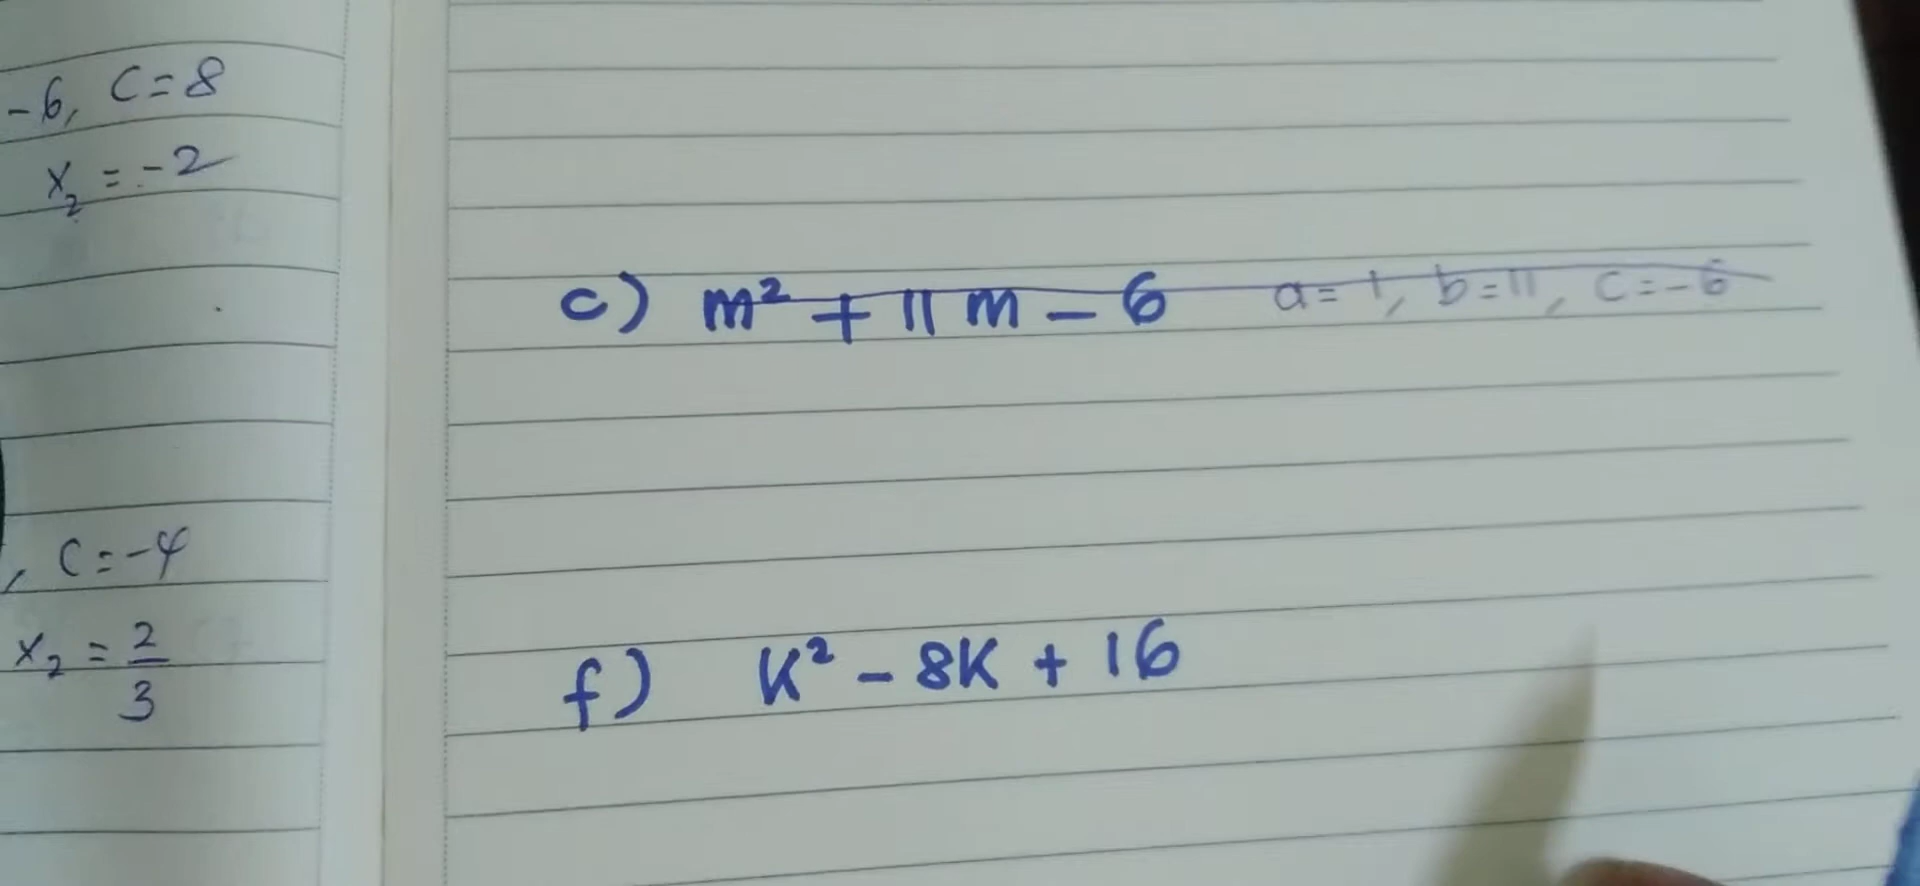 -6, C=8
x₂ = -2
, C=-4
x₂ = 2/3
c) m² + 11m - 6 a=1, b=11, c=-6
f) K² - 8K + 16